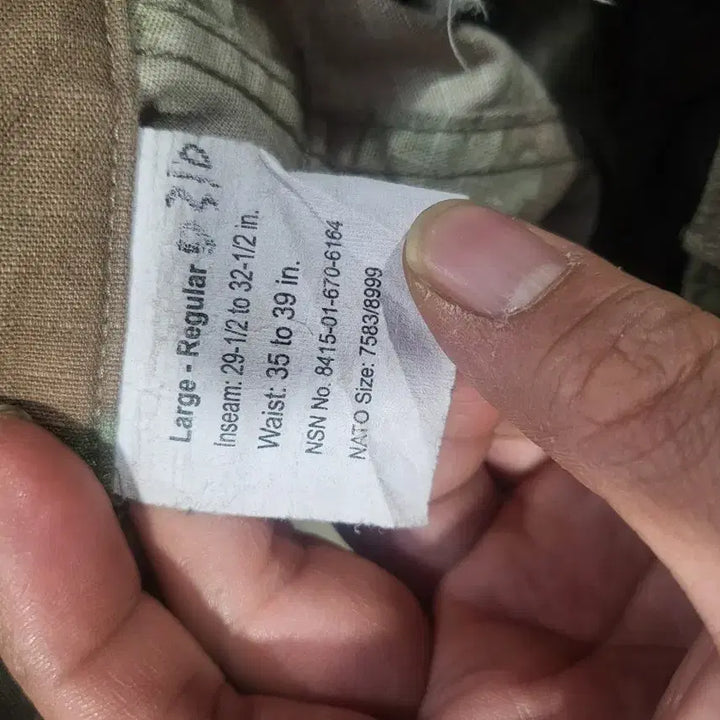 Large - Regular
Inseam: 29-1/2 to 32-1/2 in.
Waist: 35 to 39 in.
NSN No. 8415-01-670-6164
NATO Size: 7583/8999